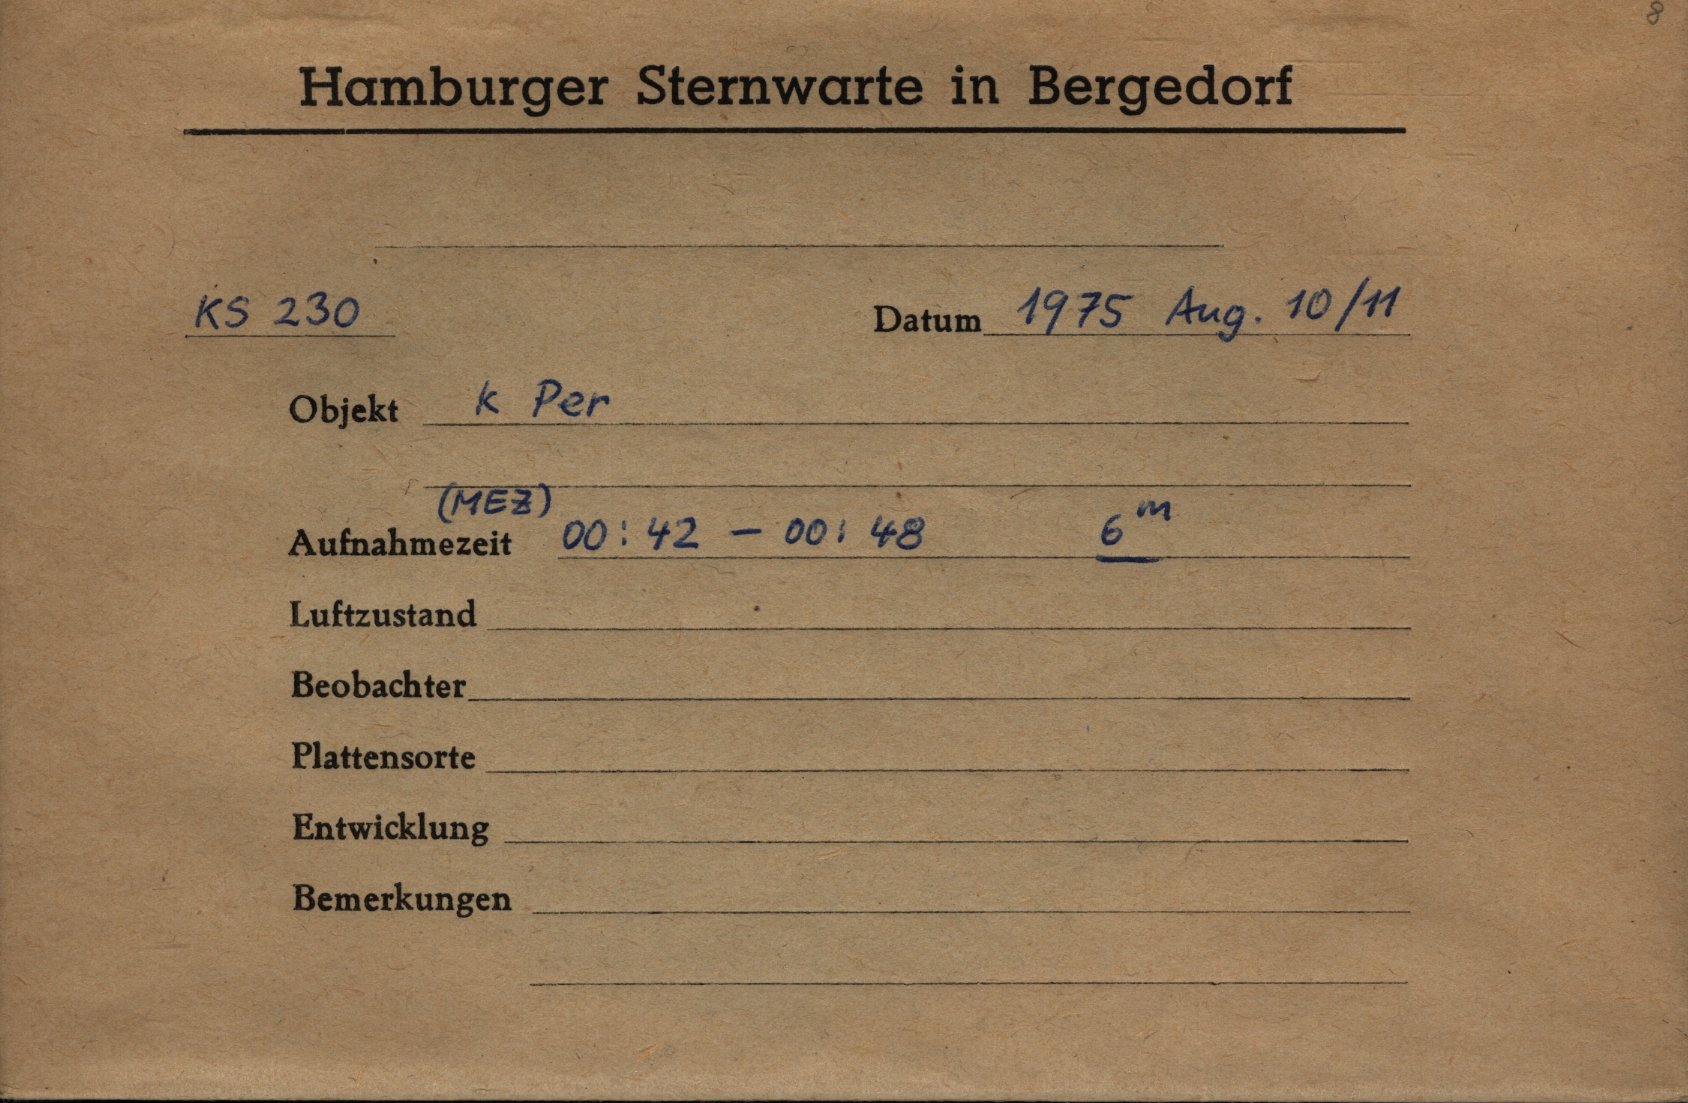 8
Hamburger Sternwarte in Bergedorf
KS 230 Datum 1975 Aug. 10/11
Objekt k Per
(MEZ)
Aufnahmezeit 00:42 – 00:48 6ᵐ
Luftzustand
Beobachter
Plattensorte
Entwicklung
Bemerkungen